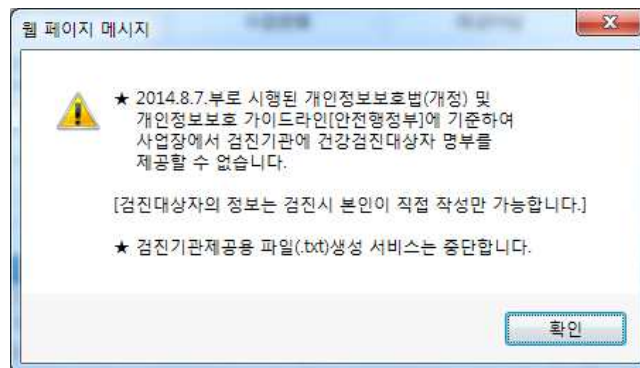 웹 페이지 메시지
★ 2014.8.7.부로 시행된 개인정보보호법(개정) 및
개인정보보호 가이드라인[안전행정부]에 기준하여
사업장에서 검진기관에 건강검진대상자 명부를
제공할 수 없습니다.
[검진대상자의 정보는 검진시 본인이 직접 작성만 가능합니다.]
★ 검진기관제공용 파일(.txt)생성 서비스는 중단합니다.
확인